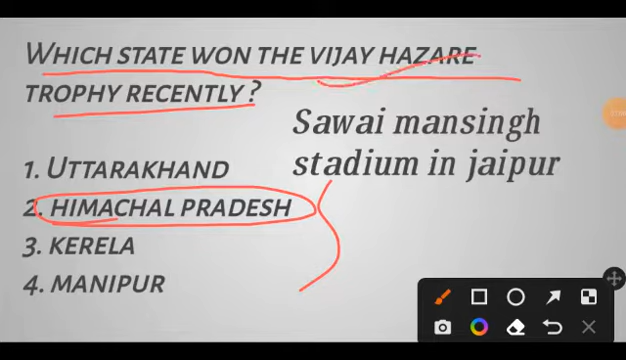 WHICH STATE WON THE VIJAY HAZARE
TROPHY RECENTLY ?
Sawai mansingh
stadium in jaipur
1. UTTARAKHAND
2. HIMACHAL PRADESH
3. KERELA
4. MANIPUR